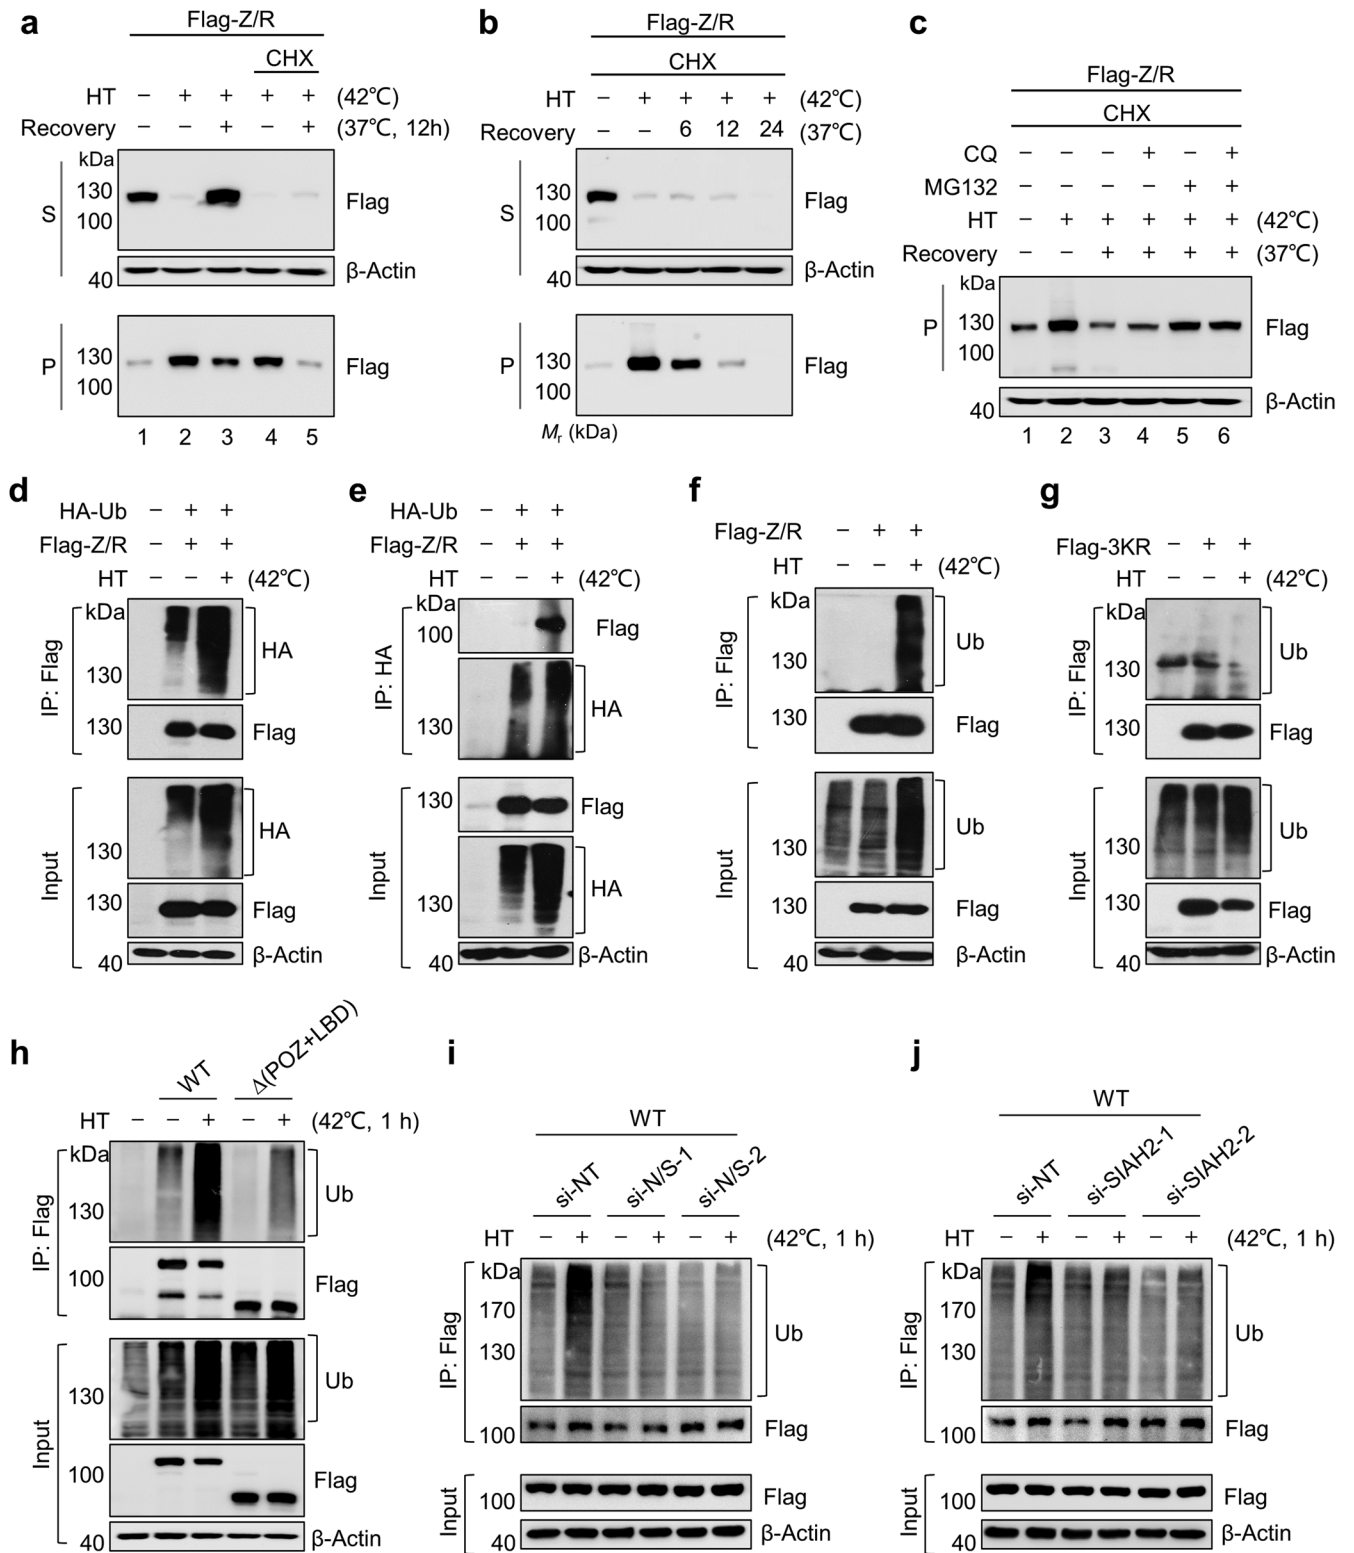 a
Flag-Z/R
CHX
HT – + + + + (42℃)
Recovery – – + – + (37℃, 12h)
kDa
S
130
100
Flag
40
β-Actin
P
130
100
Flag
1 2 3 4 5
b
Flag-Z/R
CHX
HT – + + + + (42℃)
Recovery – – 6 12 24 (37℃)
S
130
100
Flag
40
β-Actin
P
130
100
Flag
Mr (kDa)
c
Flag-Z/R
CHX
CQ – – – + – +
MG132 – – – – + +
HT – + + + + + (42℃)
Recovery – – + + + + (37℃)
kDa
P
130
100
Flag
40
β-Actin
1 2 3 4 5 6
d
HA-Ub – + +
Flag-Z/R – + +
HT – – + (42℃)
IP: Flag
kDa
130
HA
130
Flag
Input
130
HA
130
Flag
40
β-Actin
e
HA-Ub – + +
Flag-Z/R – + +
HT – – + (42℃)
IP: HA
kDa
100
Flag
130
HA
Input
130
Flag
130
HA
40
β-Actin
f
Flag-Z/R – + +
HT – – + (42℃)
IP: Flag
kDa
130
Ub
130
Flag
Input
130
Ub
130
Flag
40
β-Actin
g
Flag-3KR – + +
HT – – + (42℃)
IP: Flag
kDa
130
Ub
130
Flag
Input
130
Ub
130
Flag
40
β-Actin
h
WT
Δ(POZ+LBD)
HT – – + – + (42℃, 1 h)
IP: Flag
kDa
130
Ub
100
Flag
Input
130
Ub
100
Flag
40
β-Actin
i
WT
si-NT
si-N/S-1
si-N/S-2
HT – + – + – + (42℃, 1 h)
IP: Flag
kDa
170
130
Ub
100
Flag
Input
100
Flag
40
β-Actin
j
WT
si-NT
si-SIAH2-1
si-SIAH2-2
HT – + – + – + (42℃, 1 h)
IP: Flag
kDa
170
130
Ub
100
Flag
Input
100
Flag
40
β-Actin